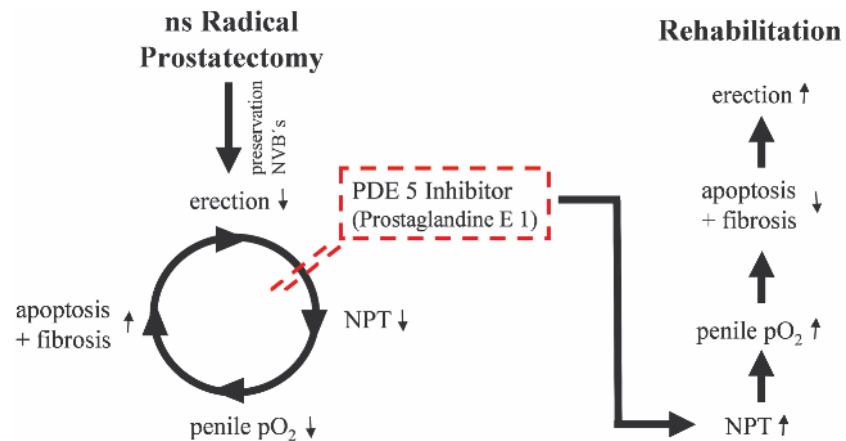 ns Radical
Prostatectomy
preservation
NVB´s
erection ↓
PDE 5 Inhibitor
(Prostaglandine E 1)
NPT ↓
penile pO₂ ↓
apoptosis ↑
+ fibrosis
Rehabilitation
erection ↑
apoptosis ↓
+ fibrosis
penile pO₂ ↑
NPT ↑